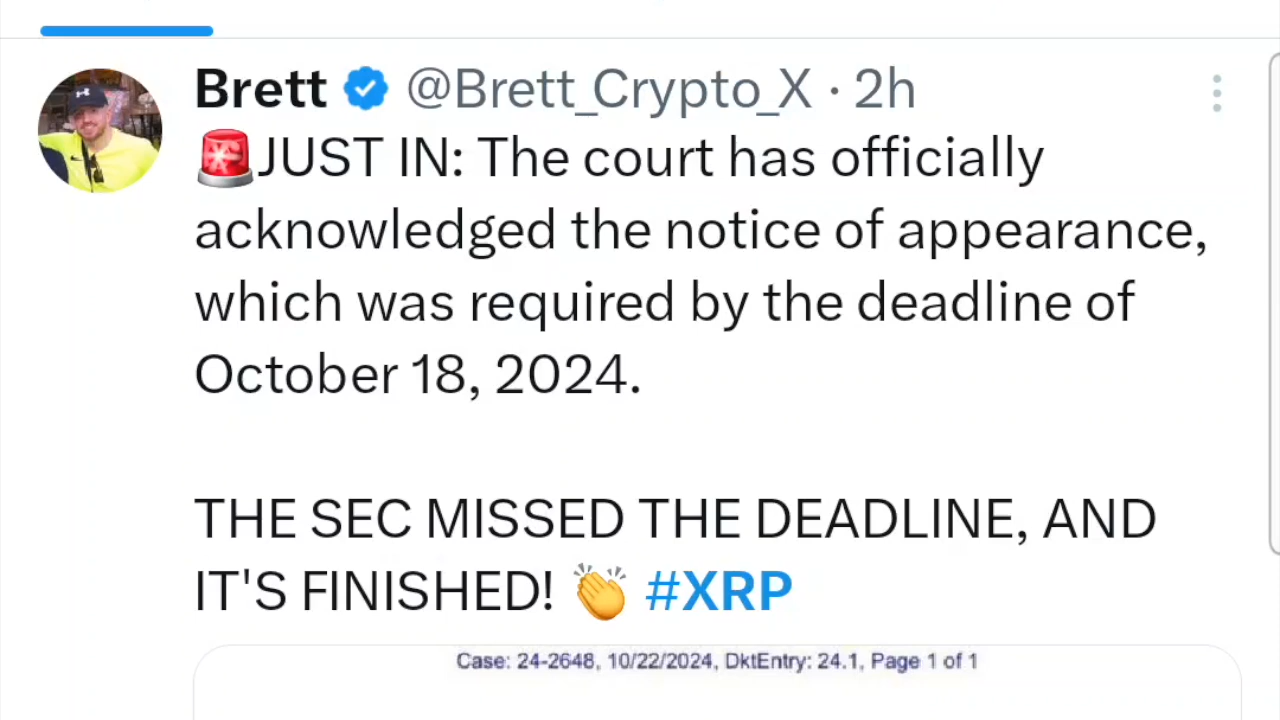 Brett @Brett_Crypto_X · 2h
🚨JUST IN: The court has officially
acknowledged the notice of appearance,
which was required by the deadline of
October 18, 2024.
THE SEC MISSED THE DEADLINE, AND
IT'S FINISHED! 👏 #XRP
Case: 24-2648, 10/22/2024, DktEntry: 24.1, Page 1 of 1